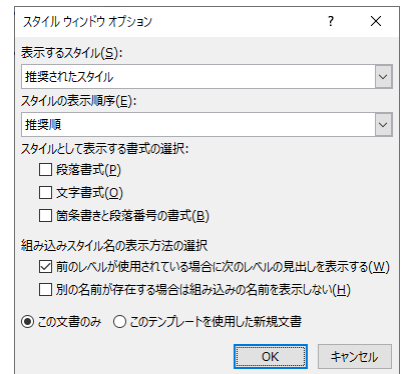 スタイル ウィンドウ オプション ? ×
表示するスタイル(S):
推奨されたスタイル
スタイルの表示順序(E):
推奨順
スタイルとして表示する書式の選択:
段落書式(P)
文字書式(O)
箇条書きと段落番号の書式(B)
組み込みスタイル名の表示方法の選択
前のレベルが使用されている場合に次のレベルの見出しを表示する(W)
別の名前が存在する場合は組み込みの名前を表示しない(H)
この文書のみ このテンプレートを使用した新規文書
OK キャンセル